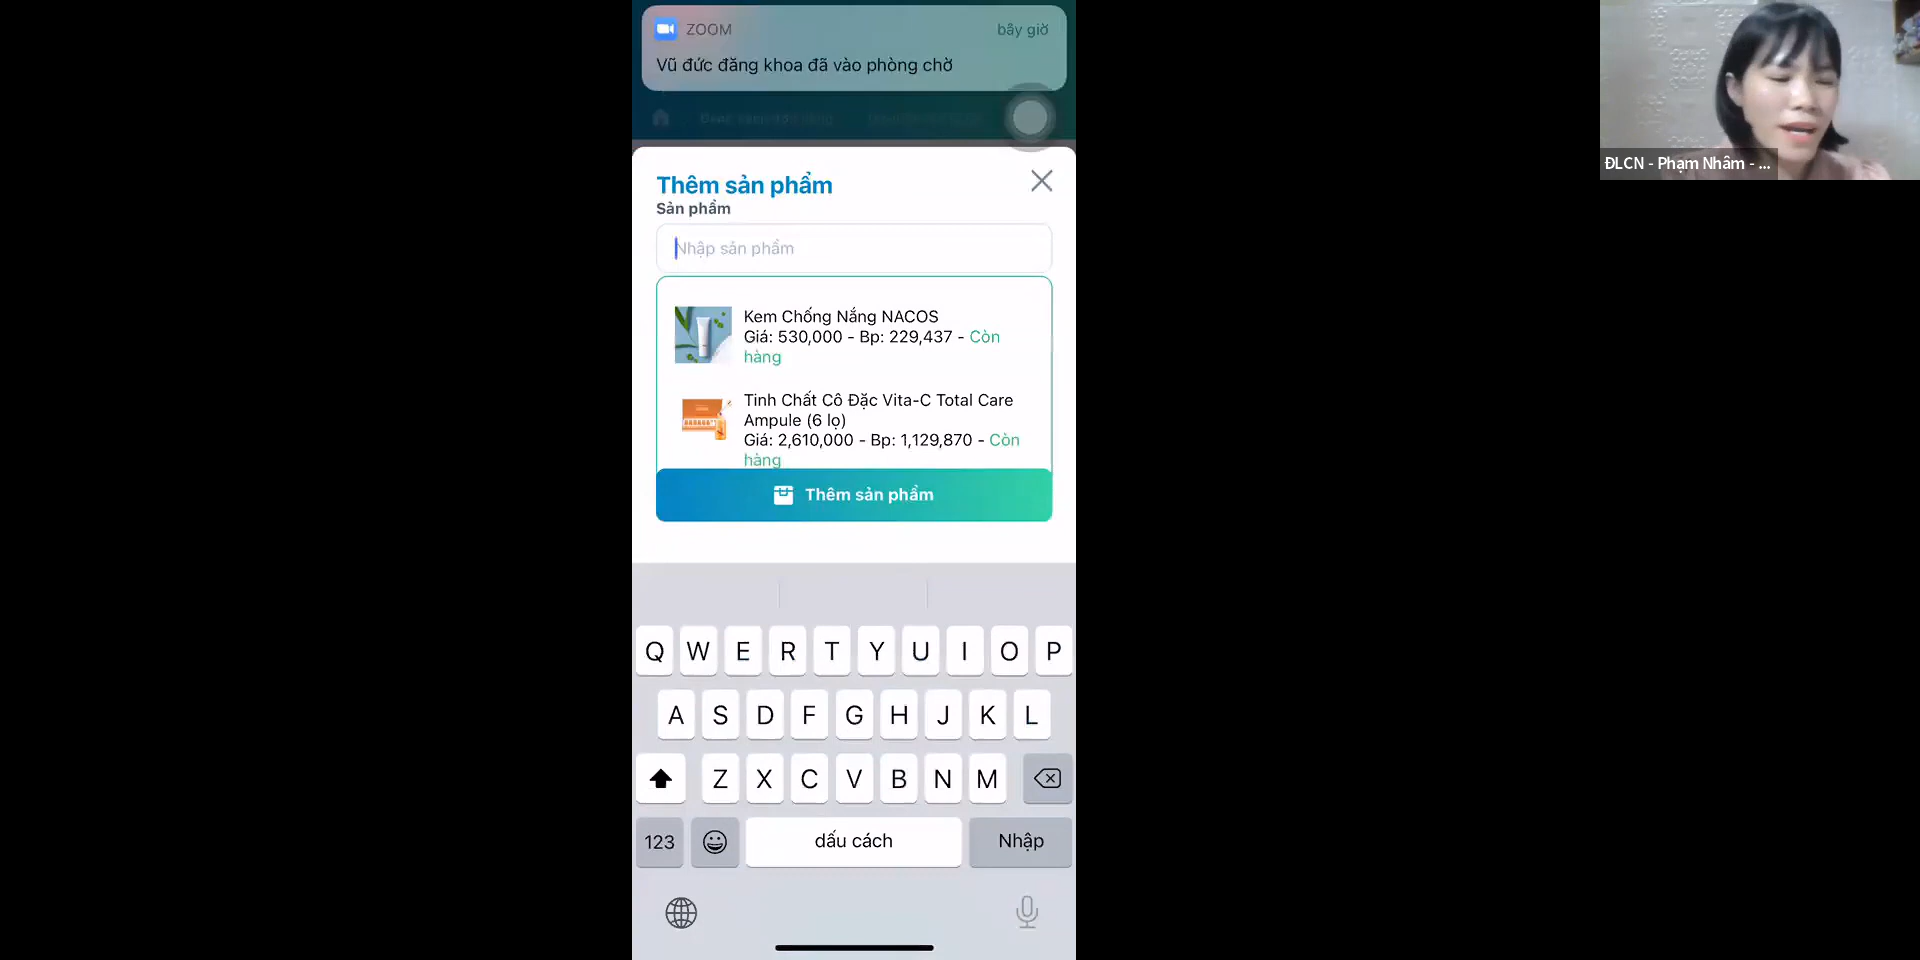 ZOOM
bây giờ
Vũ đức đăng khoa đã vào phòng chờ
Thêm sản phẩm
Sản phẩm
Nhập sản phẩm
Kem Chống Nắng NACOS
Giá: 530,000 - Bp: 229,437 - Còn
hàng
Tinh Chất Cô Đặc Vita-C Total Care
Ampule (6 lọ)
Giá: 2,610,000 - Bp: 1,129,870 - Còn
hàng
Thêm sản phẩm
Q W E R T Y U I O P
A S D F G H J K L
Z X C V B N M
123
dấu cách
Nhập
ĐLCN - Phạm Nhâm - ...